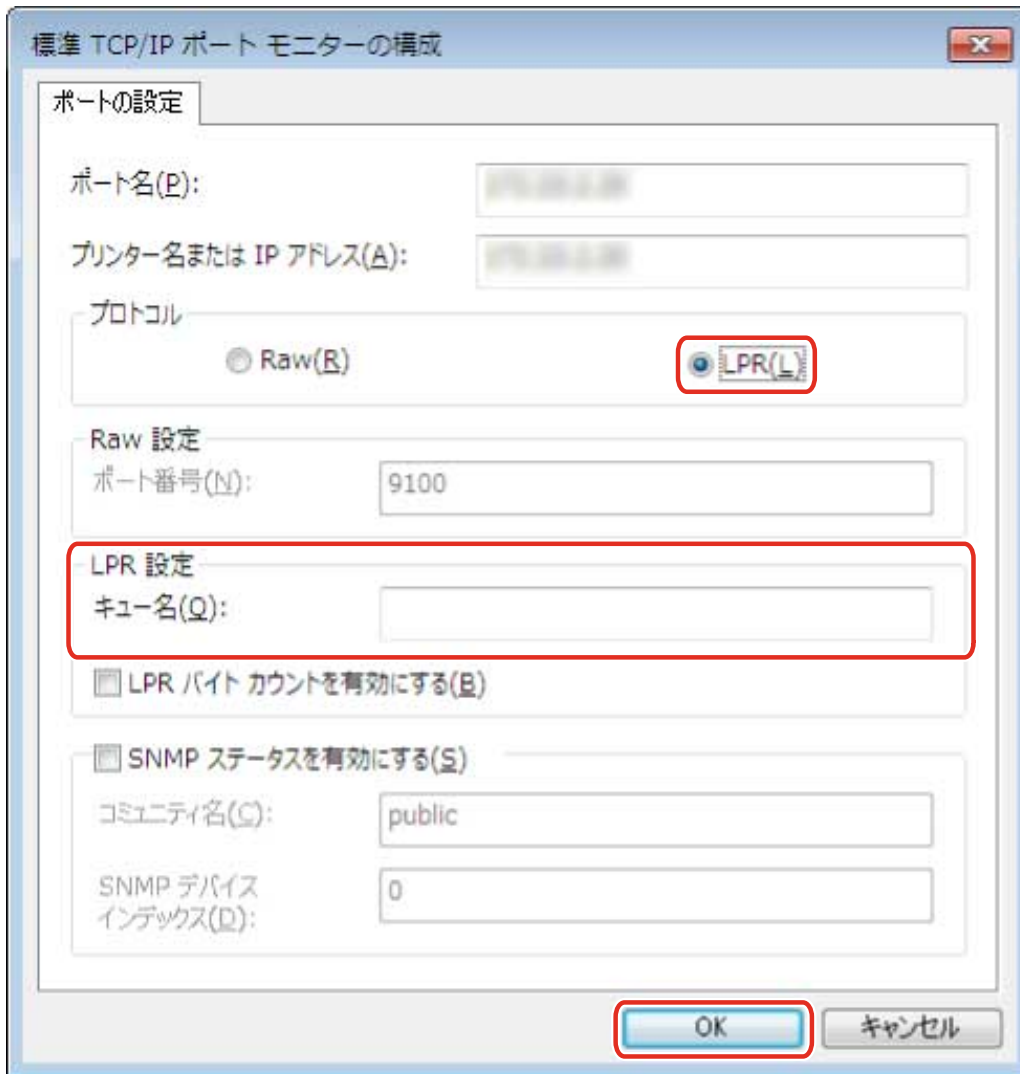 標準 TCP/IP ポート モニターの構成
ポートの設定
ポート名(P):
プリンター名または IP アドレス(A):
プロトコル
Raw(R)
LPR(L)
Raw 設定
ポート番号(N):
9100
LPR 設定
キュー名(Q):
LPR バイト カウントを有効にする(B)
SNMP ステータスを有効にする(S)
コミュニティ名(C):
public
SNMP デバイス
インデックス(D):
0
OK
キャンセル